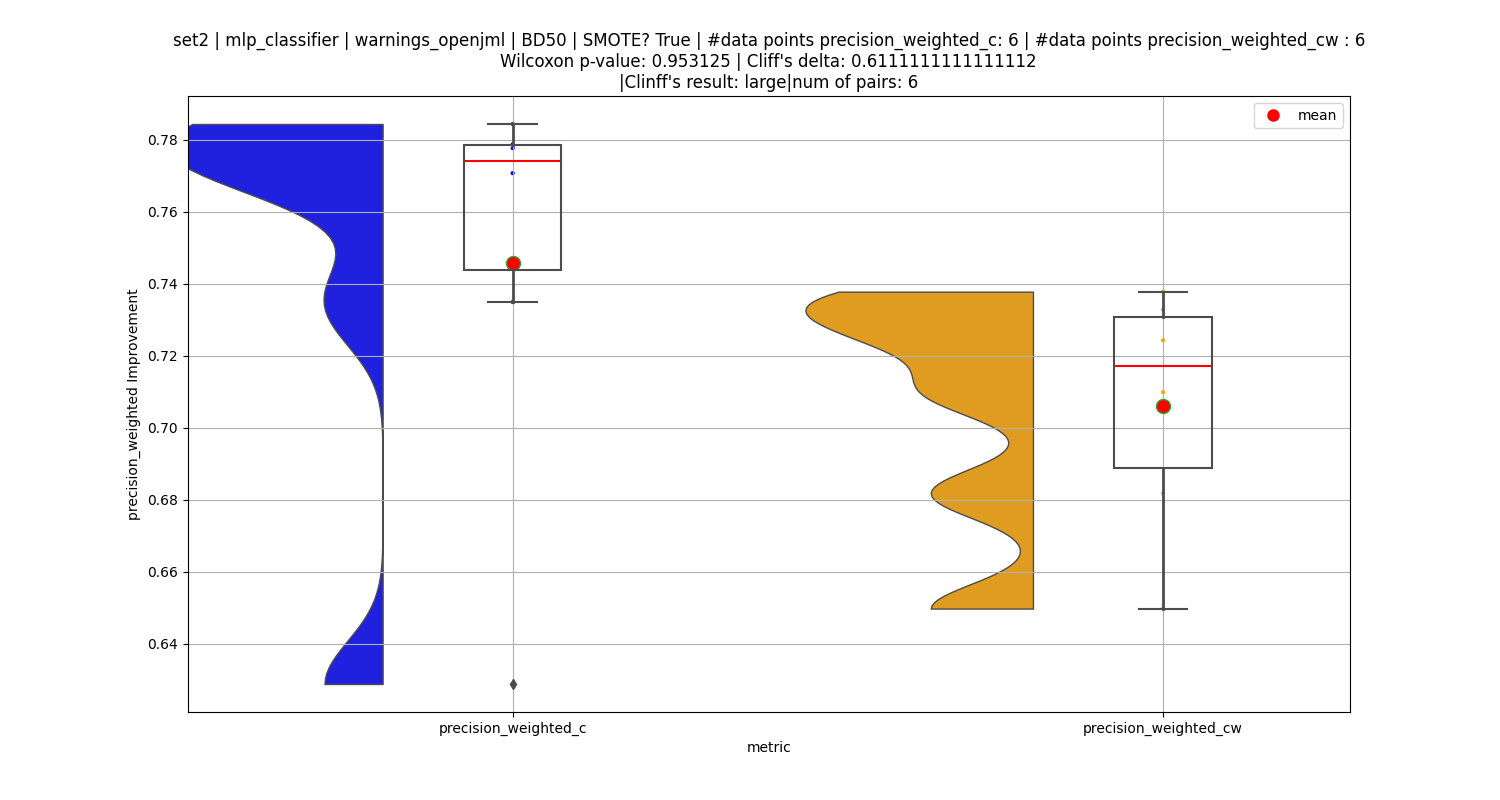 set2 | mlp_classifier | warnings_openjml | BD50 | SMOTE? True | #data points precision_weighted_c: 6 | #data points precision_weighted_cw : 6
Wilcoxon p-value: 0.953125 | Cliff's delta: 0.6111111111111112
|Clinff's result: large|num of pairs: 6
mean
precision_weighted Improvement
0.78
0.76
0.74
0.72
0.70
0.68
0.66
0.64
precision_weighted_c
precision_weighted_cw
metric